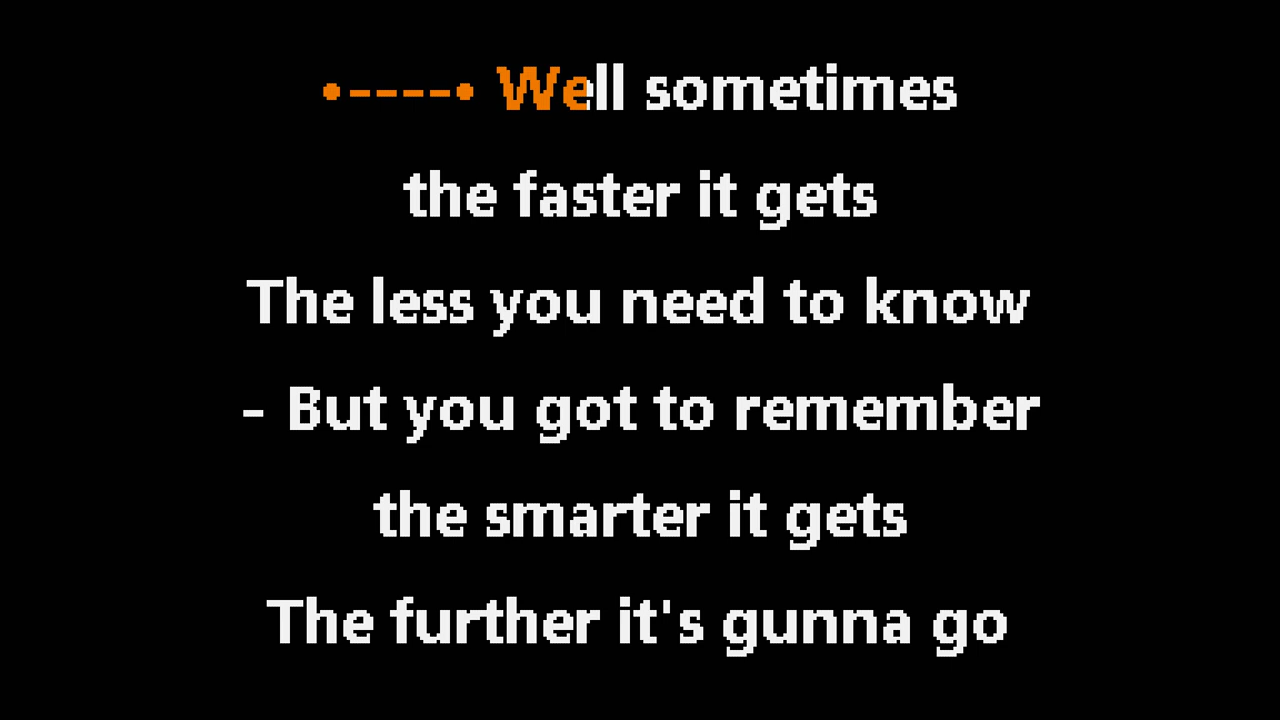 •----• Well sometimes
the faster it gets
The less you need to know
- But you got to remember
the smarter it gets
The further it's gunna go